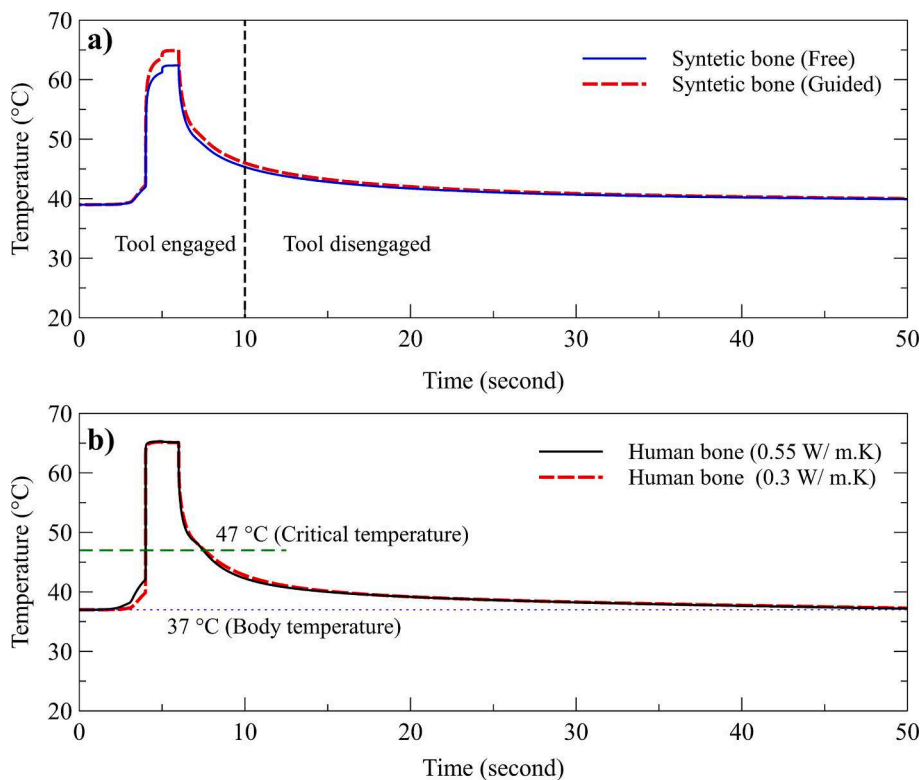 a)
70
60
50
40
30
20
Temperature (°C)
Syntetic bone (Free)
Syntetic bone (Guided)
Tool engaged
Tool disengaged
0 10 20 30 40 50
Time (second)
b)
70
60
50
40
30
20
Temperature (°C)
Human bone (0.55 W/ m.K)
Human bone (0.3 W/ m.K)
47 °C (Critical temperature)
37 °C (Body temperature)
0 10 20 30 40 50
Time (second)